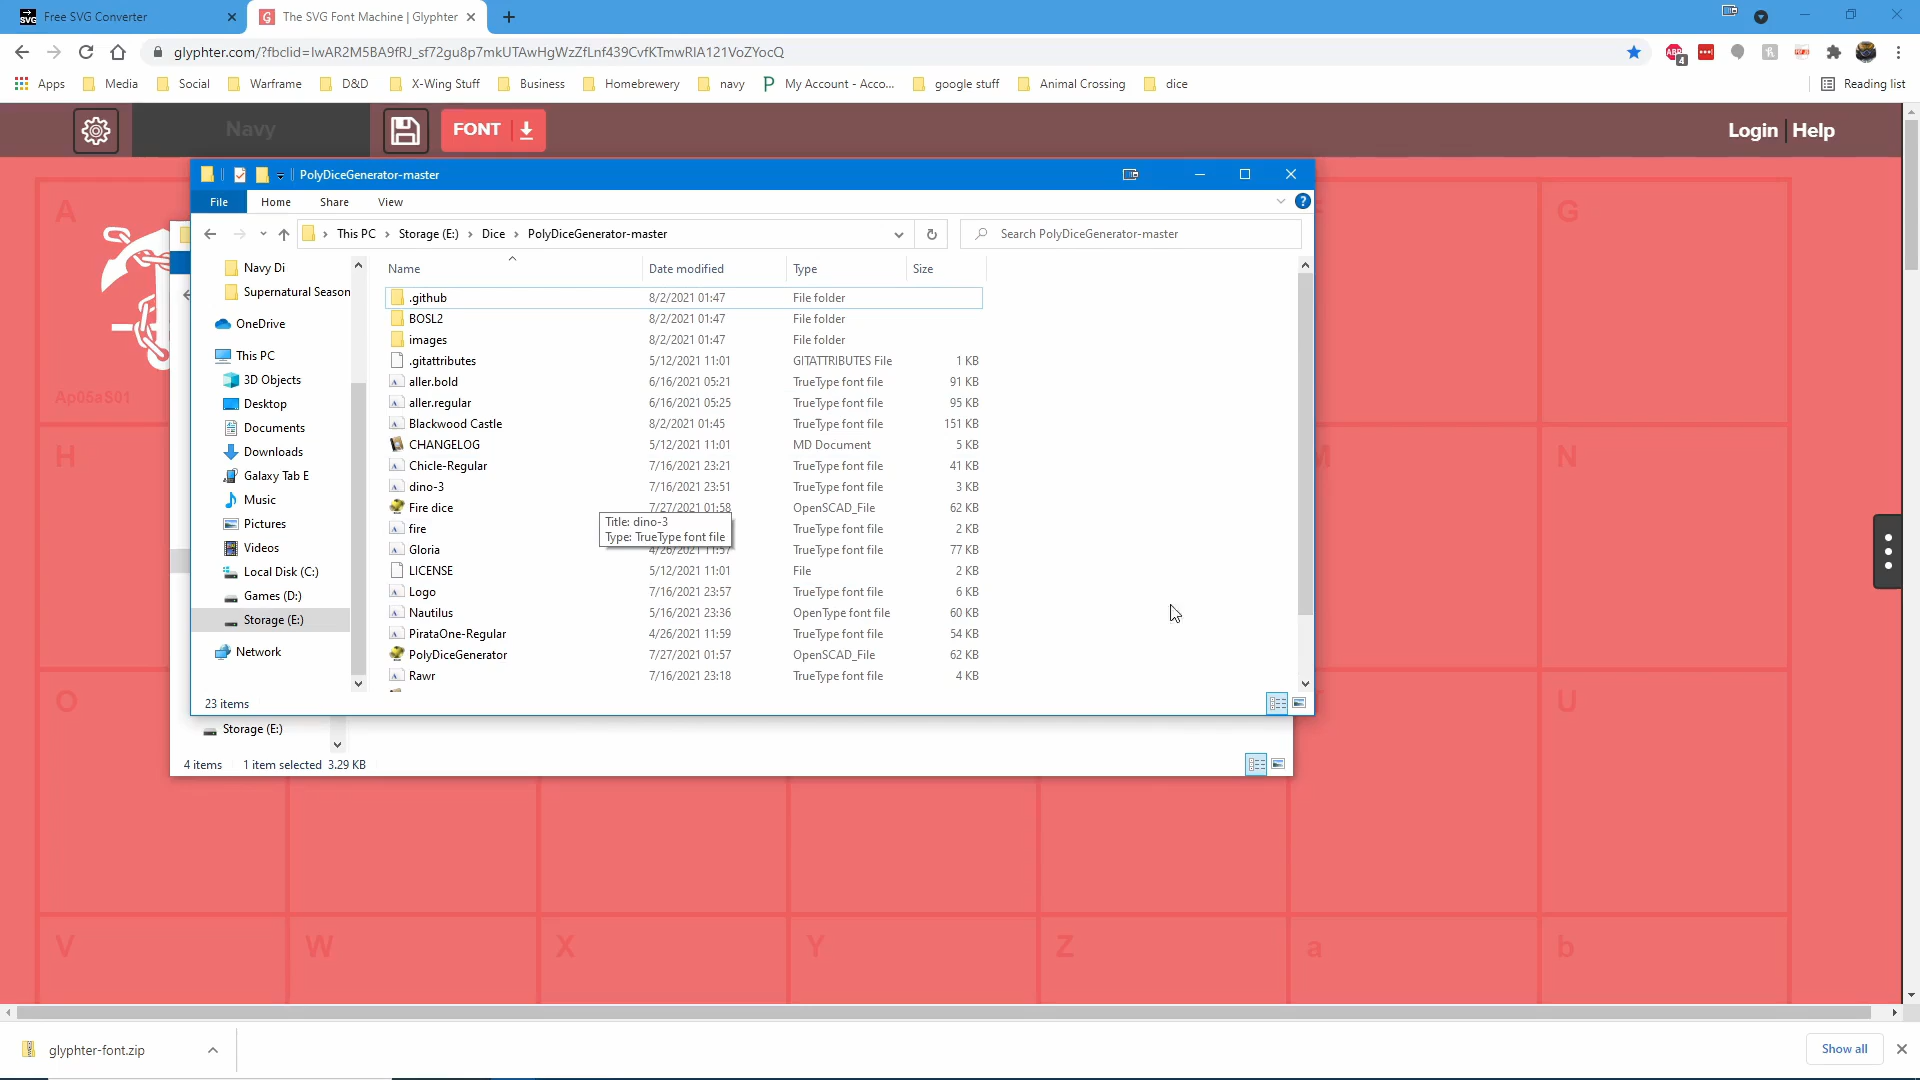 Free SVG Converter
The SVG Font Machine | Glyphter
glyphter.com/?fbclid=IwAR2M5BA9fRJ_sf72gu8p7mkUTAwHgWzZfLnf439CvfKTmwRIA121VoZYocQ
Apps Media Social Warframe D&D X-Wing Stuff Business Homebrewery navy My Account - Acco... google stuff Animal Crossing dice Reading list
Navy FONT Login Help
PolyDiceGenerator-master
File Home Share View
This PC Storage (E:) Dice PolyDiceGenerator-master Search PolyDiceGenerator-master
Name Date modified Type Size
Navy Di
Supernatural Season
OneDrive
This PC
3D Objects
Desktop
Documents
Downloads
Galaxy Tab E
Music
Pictures
Videos
Local Disk (C:)
Games (D:)
Storage (E:)
Network
.github 8/2/2021 01:47 File folder
BOSL2 8/2/2021 01:47 File folder
images 8/2/2021 01:47 File folder
.gitattributes 5/12/2021 11:01 GITATTRIBUTES File 1 KB
aller.bold 6/16/2021 05:21 TrueType font file 91 KB
aller.regular 6/16/2021 05:25 TrueType font file 95 KB
Blackwood Castle 8/2/2021 01:45 TrueType font file 151 KB
CHANGELOG 5/12/2021 11:01 MD Document 5 KB
Chicle-Regular 7/16/2021 23:21 TrueType font file 41 KB
dino-3 7/16/2021 23:51 TrueType font file 3 KB
Fire dice 7/27/2021 01:58 OpenSCAD_File 62 KB
fire TrueType font file 2 KB
Gloria 4/26/2021 11:57 TrueType font file 77 KB
LICENSE 5/12/2021 11:01 File 2 KB
Logo 7/16/2021 23:57 TrueType font file 6 KB
Nautilus 5/16/2021 23:36 OpenType font file 60 KB
PirataOne-Regular 4/26/2021 11:59 TrueType font file 54 KB
PolyDiceGenerator 7/27/2021 01:57 OpenSCAD_File 62 KB
Rawr 7/16/2021 23:18 TrueType font file 4 KB
Title: dino-3
Type: TrueType font file
23 items
Storage (E:)
4 items 1 item selected 3.29 KB
A G
Ap05aS01
H M N
O U
V W X Y Z a b
glyphter-font.zip Show all